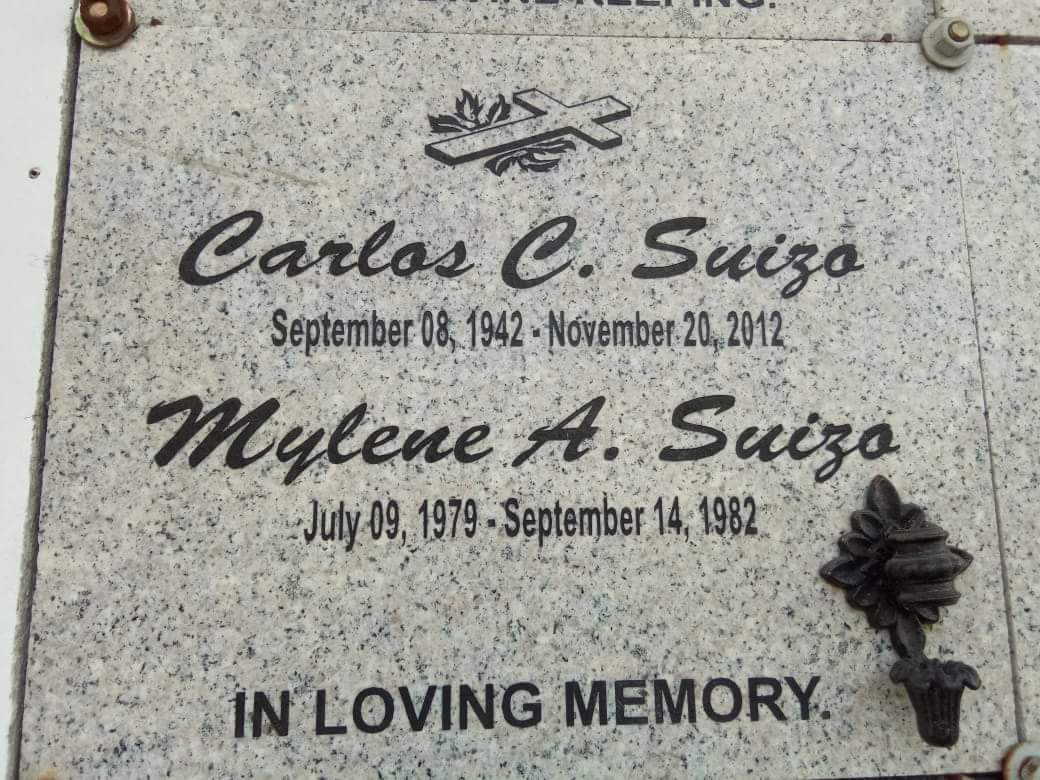 KEEPING.
Carlos C. Suizo
September 08, 1942 - November 20, 2012
Mylene A. Suizo
July 09, 1979 - September 14, 1982
IN LOVING MEMORY.